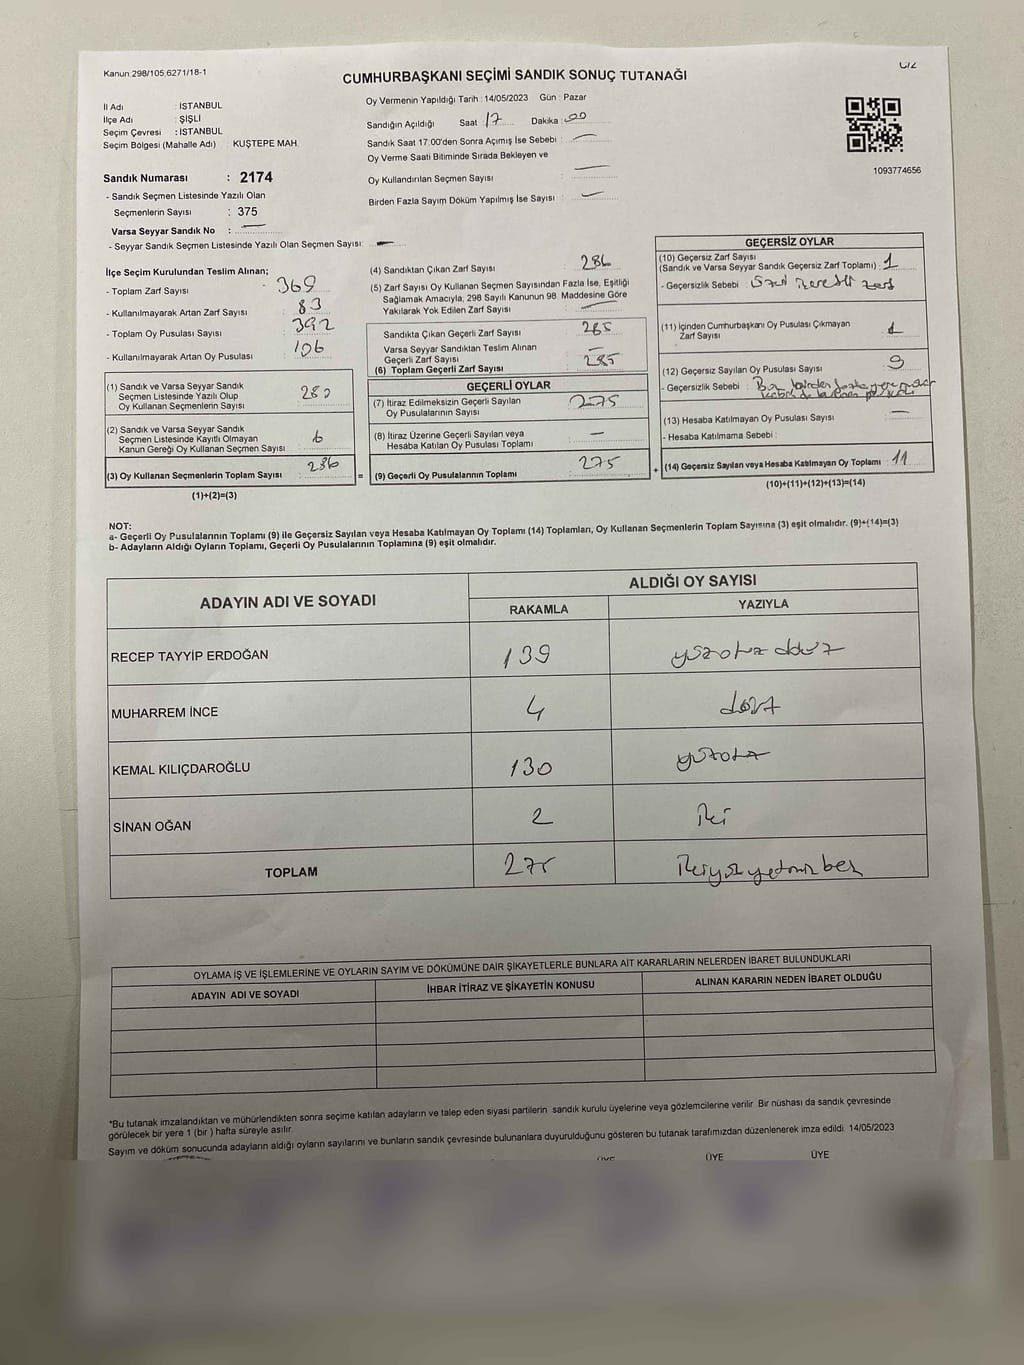 Kanun 298/105,6271/18-1
CUMHURBAŞKANI SEÇİMİ SANDIK SONUÇ TUTANAĞI
İl Adı : İSTANBUL
İlçe Adı : ŞİŞLİ
Seçim Çevresi : İSTANBUL
Seçim Bölgesi (Mahalle Adı) KUŞTEPE MAH.
Sandık Numarası : 2174
- Sandık Seçmen Listesinde Yazılı Olan
Seçmenlerin Sayısı : 375
Varsa Seyyar Sandık No : —
- Seyyar Sandık Seçmen Listesinde Yazılı Olan Seçmen Sayısı: —
Oy Vermenin Yapıldığı Tarih : 14/05/2023 Gün : Pazar
Sandığın Açıldığı Saat : 17 Dakika : 00
Sandık Saat 17:00'den Sonra Açımış İse Sebebi : —
Oy Verme Saati Bitiminde Sırada Bekleyen ve
Oy Kullandırılan Seçmen Sayısı : —
Birden Fazla Sayım Döküm Yapılmış İse Sayısı : —
1093774656
İlçe Seçim Kurulundan Teslim Alınan;
- Toplam Zarf Sayısı : 369
- Kullanılmayarak Artan Zarf Sayısı : 83
- Toplam Oy Pusulası Sayısı : 392
- Kullanılmayarak Artan Oy Pusulası : 106
(1) Sandık ve Varsa Seyyar Sandık
Seçmen Listesinde Yazılı Olup
Oy Kullanan Seçmenlerin Sayısı :
(2) Sandık ve Varsa Seyyar Sandık
Seçmen Listesinde Kayıtlı Olmayan
Kanun Gereği Oy Kullanan Seçmen Sayısı : 6
(3) Oy Kullanan Seçmenlerin Toplam Sayısı : 286
(1)+(2)=(3)
(4) Sandıktan Çıkan Zarf Sayısı : 286
(5) Zarf Sayısı Oy Kullanan Seçmen Sayısından Fazla İse, Eşitliği
Sağlamak Amacıyla, 298 Sayılı Kanunun 98. Maddesine Göre
Yakılarak Yok Edilen Zarf Sayısı : —
Sandıkta Çıkan Geçerli Zarf Sayısı : 285
Varsa Seyyar Sandıktan Teslim Alınan
Geçerli Zarf Sayısı : —
(6) Toplam Geçerli Zarf Sayısı : 285
GEÇERLİ OYLAR
(7) İtiraz Edilmeksizin Geçerli Sayılan
Oy Pusulalarının Sayısı : 275
(8) İtiraz Üzerine Geçerli Sayılan veya
Hesaba Katılan Oy Pusulası Toplamı : —
= (9) Geçerli Oy Pusulalarının Toplamı : 275
GEÇERSİZ OYLAR
(10) Geçersiz Zarf Sayısı
(Sandık ve Varsa Seyyar Sandık Geçersiz Zarf Toplamı) : 1
- Geçersizlik Sebebi : zarf
(11) İçinden Cumhurbaşkanı Oy Pusulası Çıkmayan
Zarf Sayısı : 1
(12) Geçersiz Sayılan Oy Pusulası Sayısı : 9
- Geçersizlik Sebebi : Birden fazla
(13) Hesaba Katılmayan Oy Pusulası Sayısı : —
- Hesaba Katılmama Sebebi :
+ (14) Geçersiz Sayılan veya Hesaba Katılmayan Oy Toplamı : 11
(10)+(11)+(12)+(13)=(14)
NOT:
a- Geçerli Oy Pusulalarının Toplamı (9) ile Geçersiz Sayılan veya Hesaba Katılmayan Oy Toplamı (14) Toplamları, Oy Kullanan Seçmenlerin Toplam Sayısına (3) eşit olmalıdır. (9)+(14)=(3)
b- Adayların Aldığı Oyların Toplamı, Geçerli Oy Pusulalarının Toplamına (9) eşit olmalıdır.
ADAYIN ADI VE SOYADI ALDIĞI OY SAYISI
RAKAMLA YAZIYLA
RECEP TAYYİP ERDOĞAN 139 yüzotuzdokuz
MUHARREM İNCE 4 dört
KEMAL KILIÇDAROĞLU 130 yüzotuz
SİNAN OĞAN 2 iki
TOPLAM 275 ikiyüzyetmişbeş
OYLAMA İŞ VE İŞLEMLERİNE VE OYLARIN SAYIM VE DÖKÜMÜNE DAİR ŞİKAYETLERLE BUNLARA AİT KARARLARIN NELERDEN İBARET BULUNDUKLARI
ADAYIN ADI VE SOYADI İHBAR İTİRAZ VE ŞİKAYETİN KONUSU ALINAN KARARIN NEDEN İBARET OLDUĞU
*Bu tutanak imzalandıktan ve mühürlendikten sonra seçime katılan adayların ve talep eden siyasi partilerin sandık kurulu üyelerine veya gözlemcilerine verilir. Bir nüshası da sandık çevresinde
görülecek bir yere 1 (bir ) hafta süreyle asılır.
Sayım ve döküm sonucunda adayların aldığı oyların sayılarını ve bunların sandık çevresinde bulunanlara duyurulduğunu gösteren bu tutanak tarafımızdan düzenlenerek imza edildi. 14/05/2023
ÜYE ÜYE ÜYE